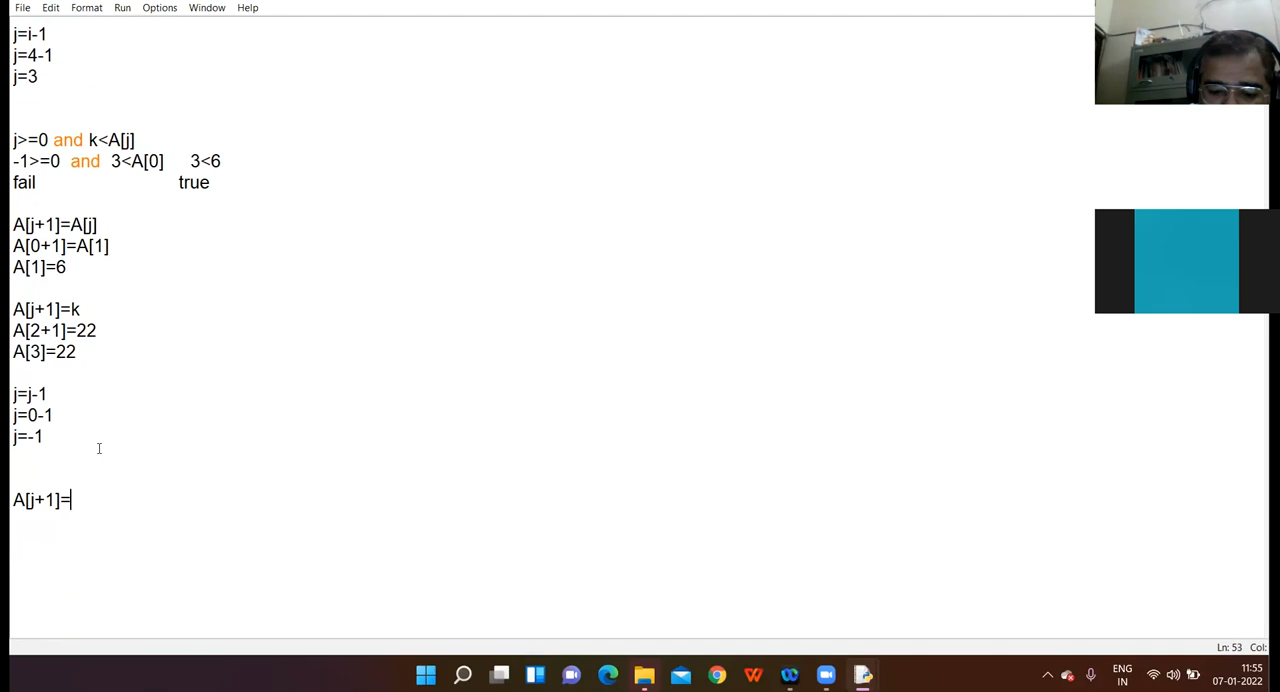 File Edit Format Run Options Window Help
j=i-1
j=4-1
j=3
j>=0 and k<A[j]
-1>=0 and 3<A[0] 3<6
fail true
A[j+1]=A[j]
A[0+1]=A[1]
A[1]=6
A[j+1]=k
A[2+1]=22
A[3]=22
j=j-1
j=0-1
j=-1
A[j+1]=
Ln: 53 Col:
ENG
IN
11:55
07-01-2022